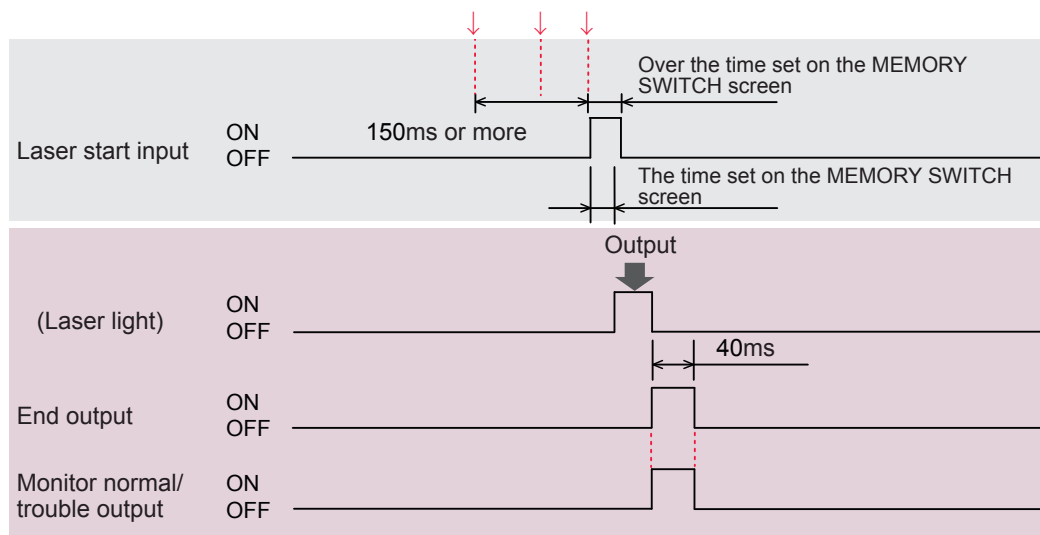 Over the time set on the MEMORY
SWITCH screen
150ms or more
Laser start input
ON
OFF
The time set on the MEMORY SWITCH
screen
Output
(Laser light)
ON
OFF
40ms
End output
ON
OFF
Monitor normal/
trouble output
ON
OFF